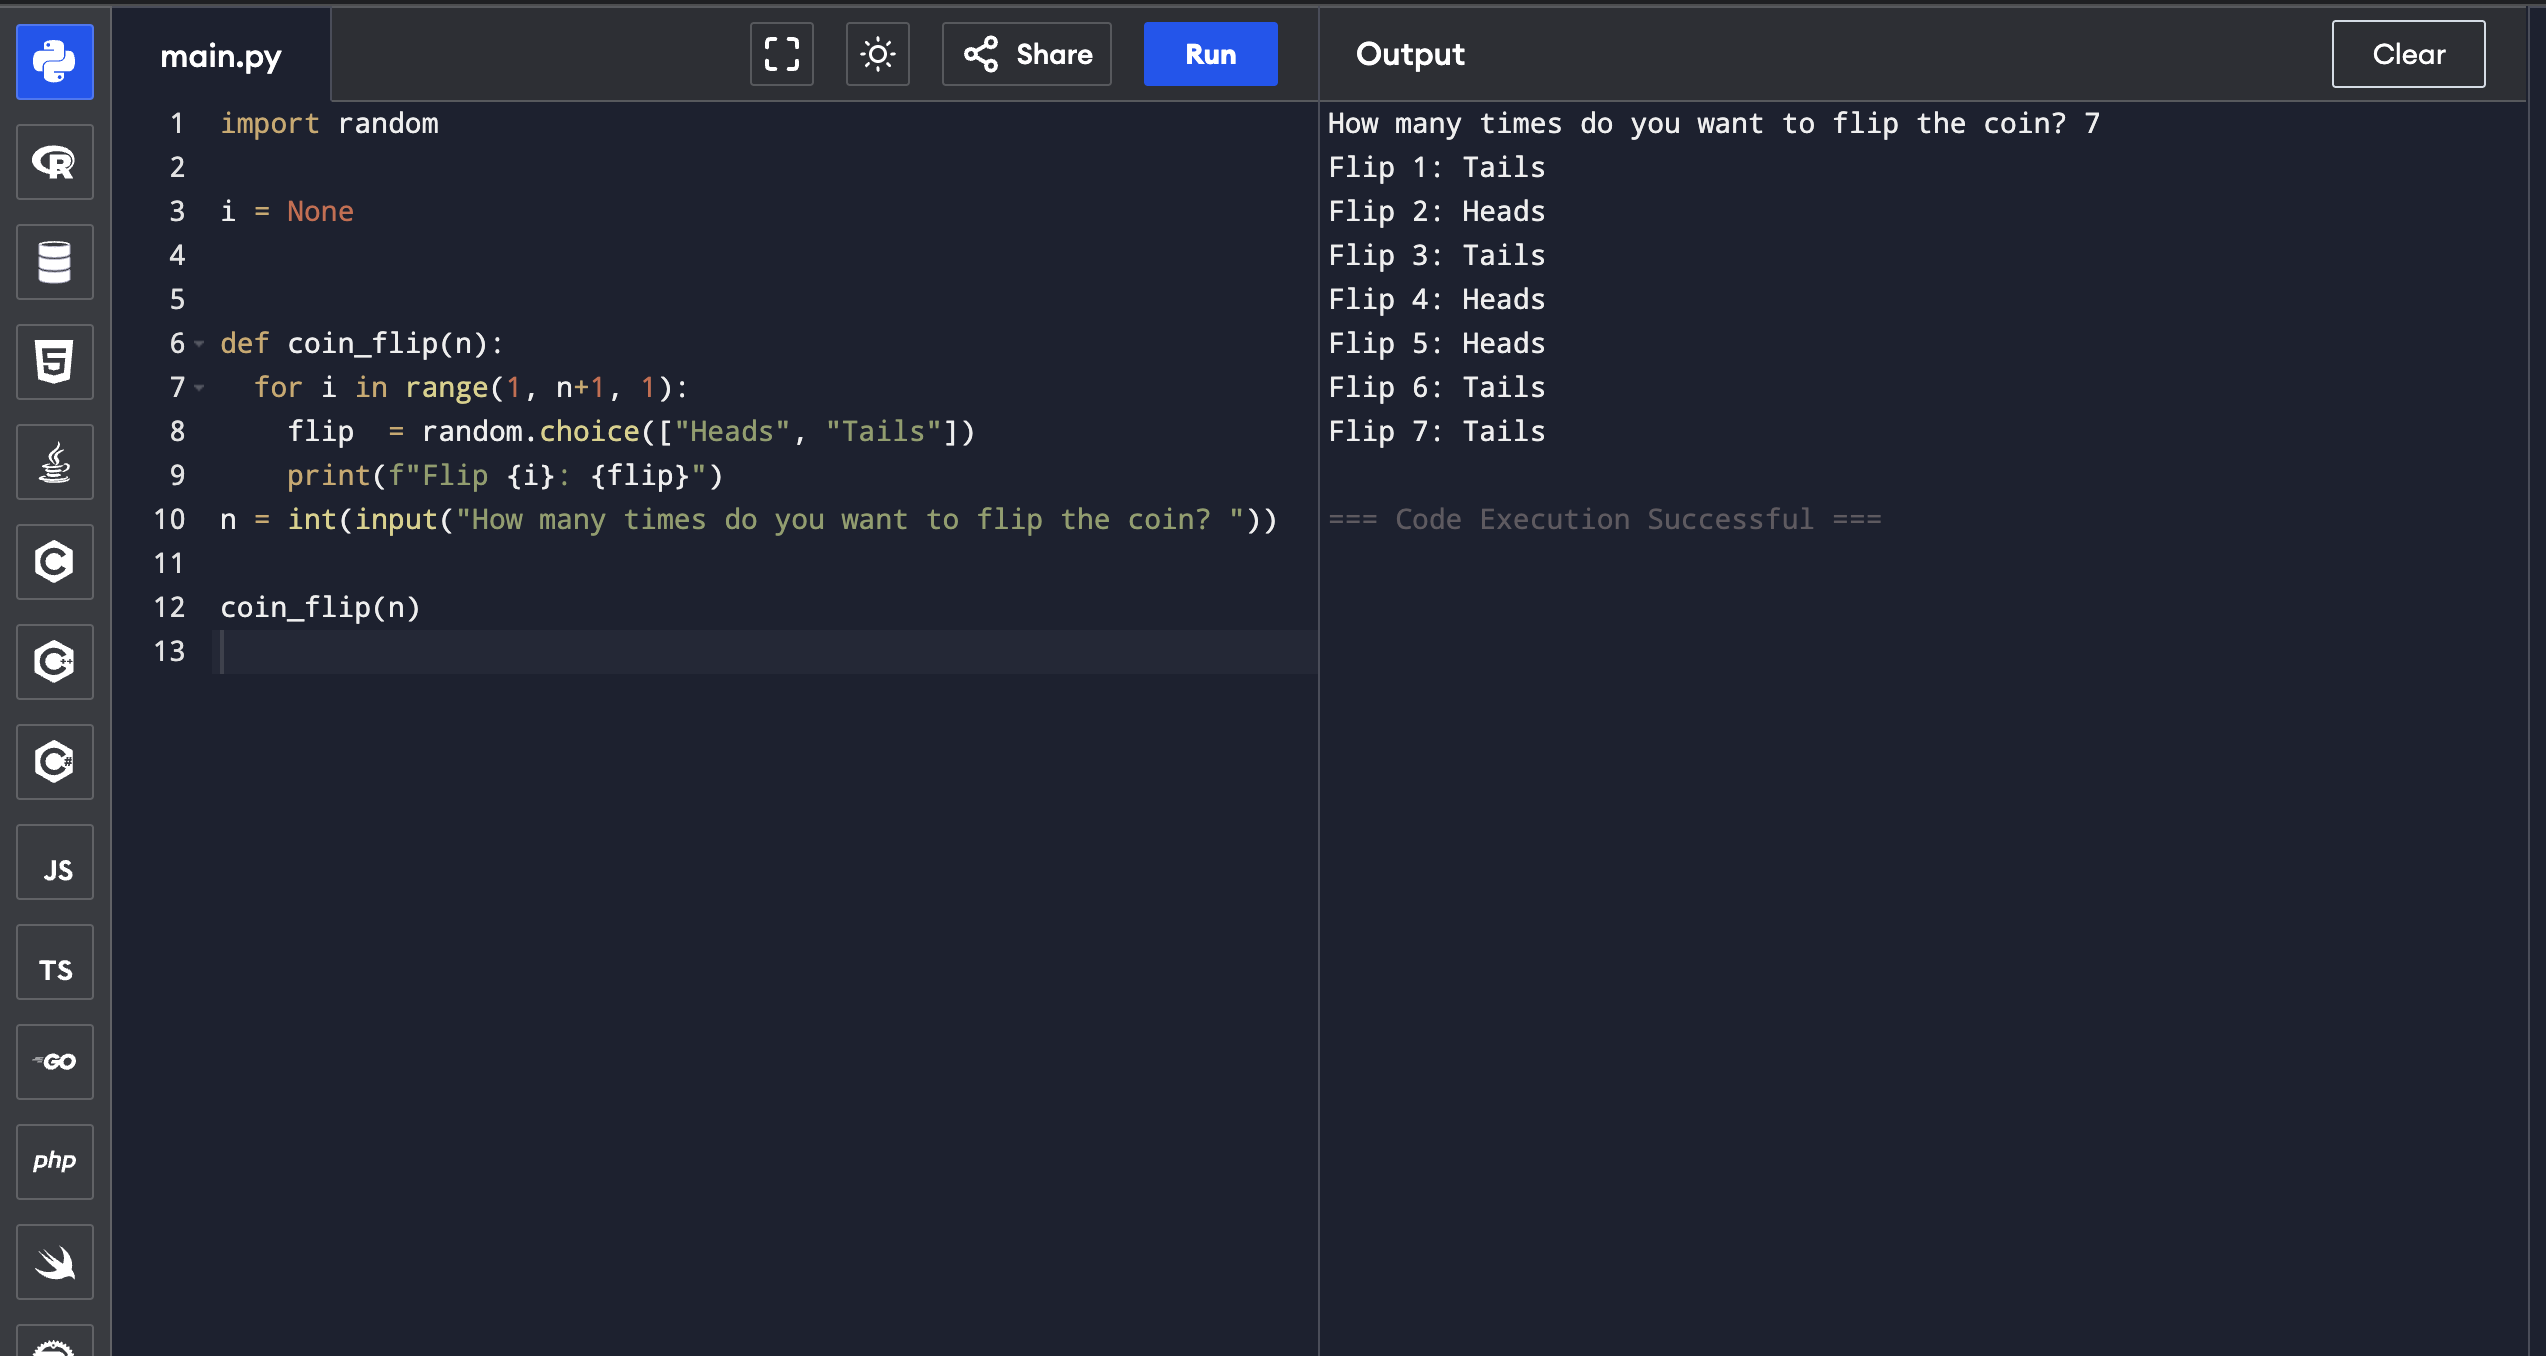 main.py
Share
Run
Output
Clear
1 import random
2
3 i = None
4
5
6 def coin_flip(n):
7   for i in range(1, n+1, 1):
8     flip  = random.choice(["Heads", "Tails"])
9     print(f"Flip {i}: {flip}")
10 n = int(input("How many times do you want to flip the coin? "))
11
12 coin_flip(n)
13
How many times do you want to flip the coin? 7
Flip 1: Tails
Flip 2: Heads
Flip 3: Tails
Flip 4: Heads
Flip 5: Heads
Flip 6: Tails
Flip 7: Tails
=== Code Execution Successful ===
R
5
C
C++
C#
JS
TS
GO
php